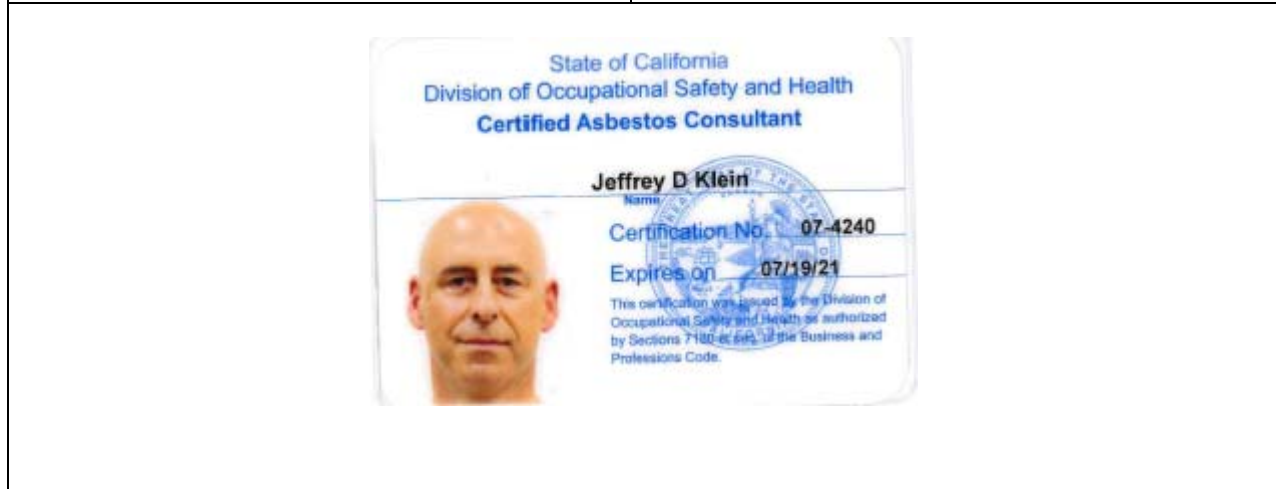 State of California
Division of Occupational Safety and Health
Certified Asbestos Consultant
Jeffrey D Klein
Name
Certification No. 07-4240
Expires on 07/19/21
This certification was issued by the Division of
Occupational Safety and Health as authorized
by Sections 7180 et seq. of the Business and
Professions Code.